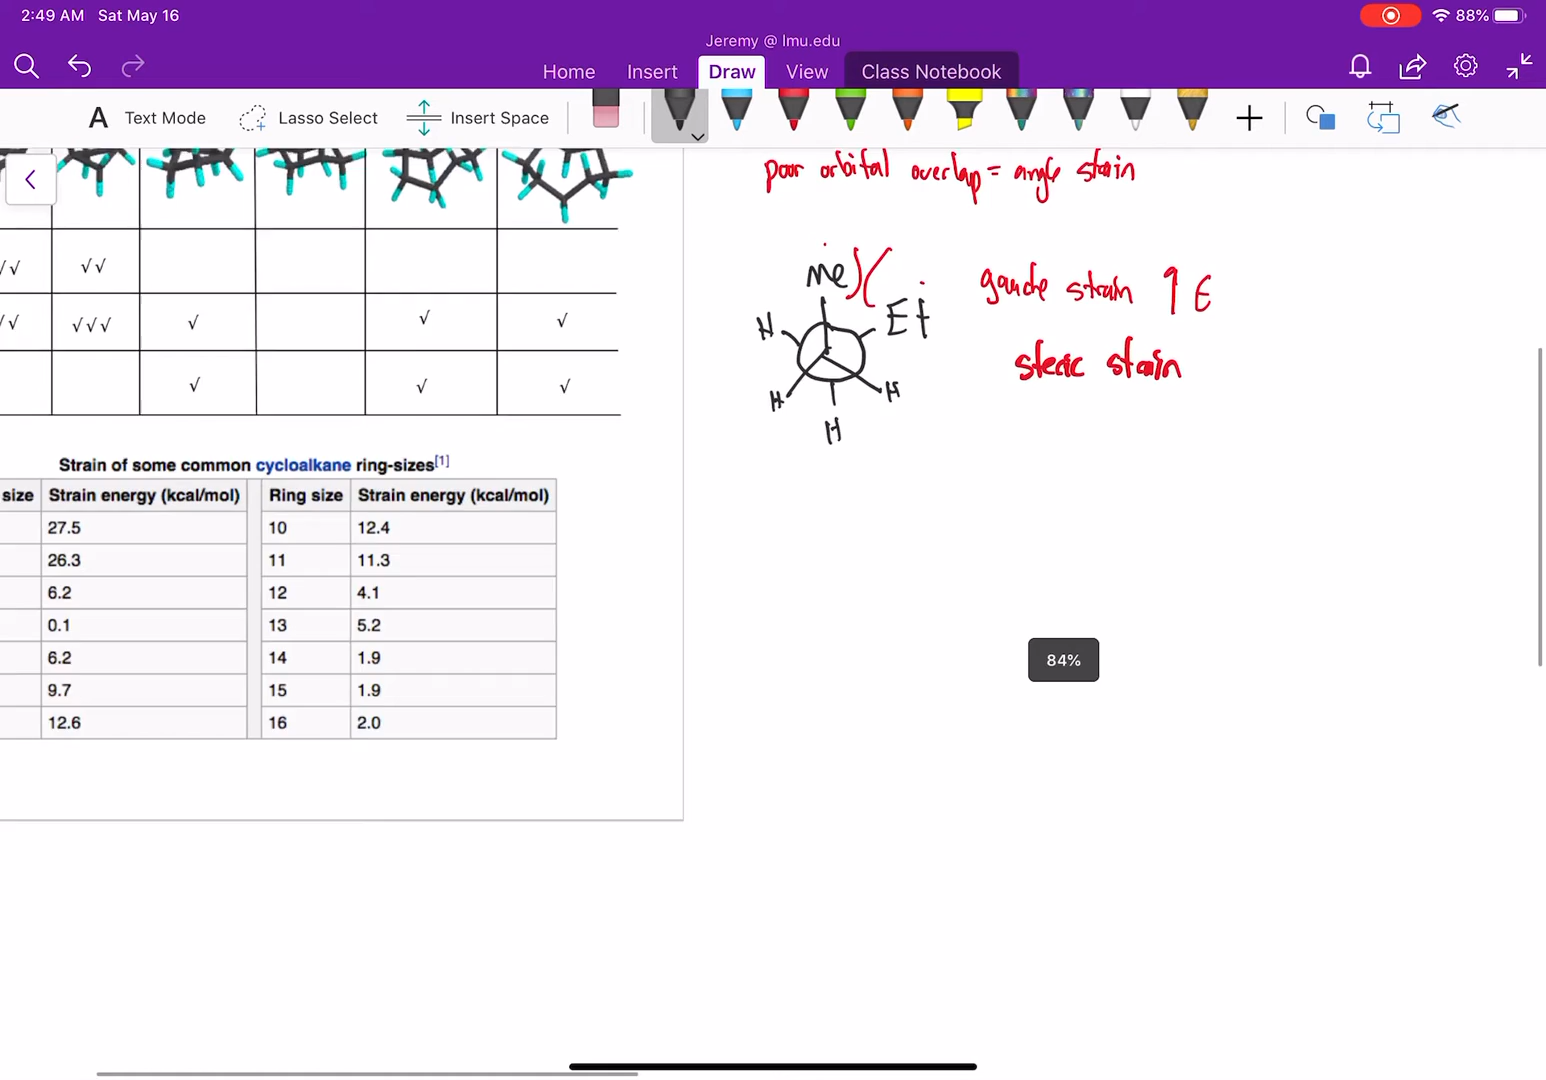 2:49 AM Sat May 16
88%
Jeremy @ lmu.edu
Home Insert Draw View Class Notebook
A Text Mode Lasso Select Insert Space
poor orbital overlap = angle strain
me
Et
H
H
H
H
gauche strain ↑ E
steric strain
√√ √√
√√ √√√ √ √ √
√ √ √
Strain of some common cycloalkane ring-sizes[1]
size Strain energy (kcal/mol) Ring size Strain energy (kcal/mol)
27.5 10 12.4
26.3 11 11.3
6.2 12 4.1
0.1 13 5.2
6.2 14 1.9
9.7 15 1.9
12.6 16 2.0
84%